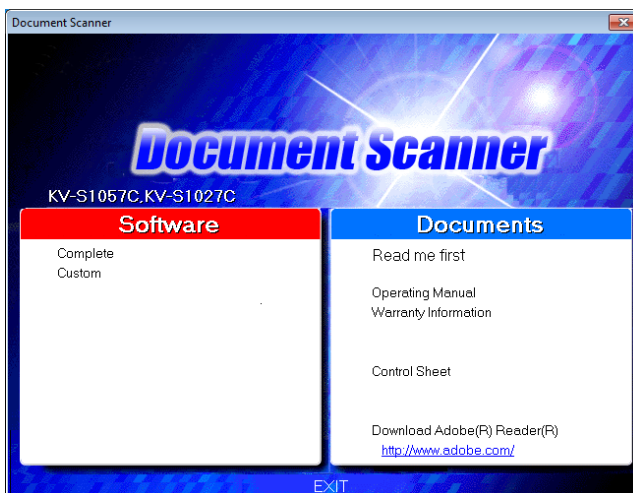 Document Scanner
Document Scanner
KV-S1057C,KV-S1027C
Software
Complete
Custom
Documents
Read me first
Operating Manual
Warranty Information
Control Sheet
Download Adobe(R) Reader(R)
http://www.adobe.com/
EXIT